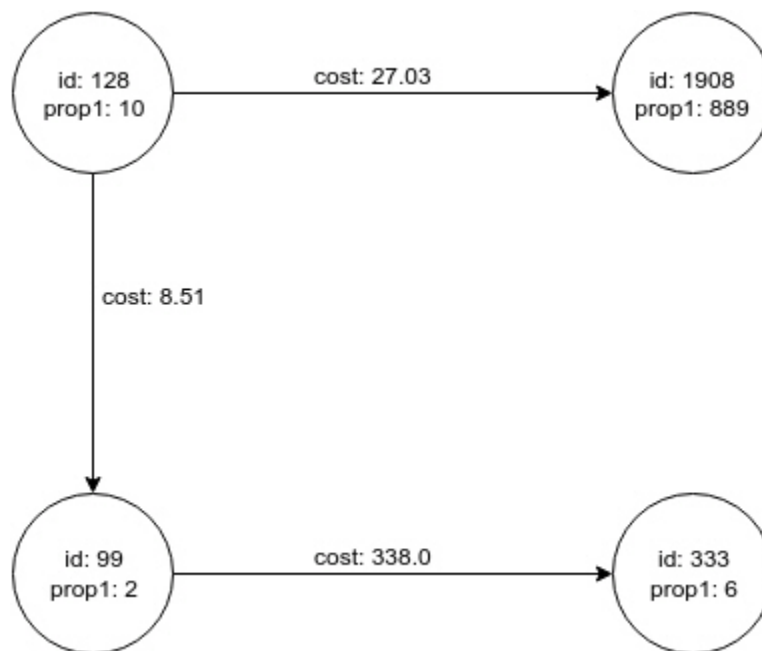 id: 128
prop1: 10
cost: 27.03
id: 1908
prop1: 889
cost: 8.51
id: 99
prop1: 2
cost: 338.0
id: 333
prop1: 6